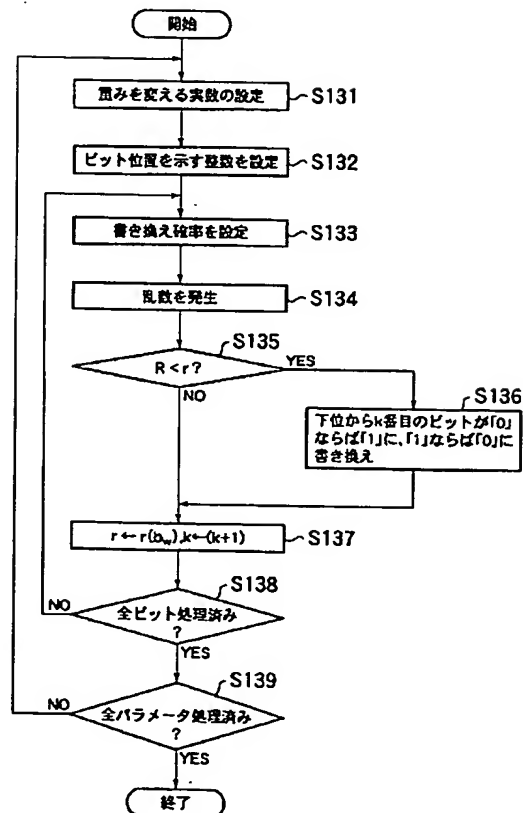 開始
重みを変える実数の設定
S131
ビット位置を示す整数を設定
S132
書き換え確率を設定
S133
乱数を発生
S134
S135
R<r?
YES
NO
S136
下位からk番目のビットが「0」
ならば「1」に、「1」ならば「0」に
書き換え
r←r(bw),k←(k+1)
S137
S138
NO
全ビット処理済み
?
YES
S139
NO
全パラメータ処理済み
?
YES
終了